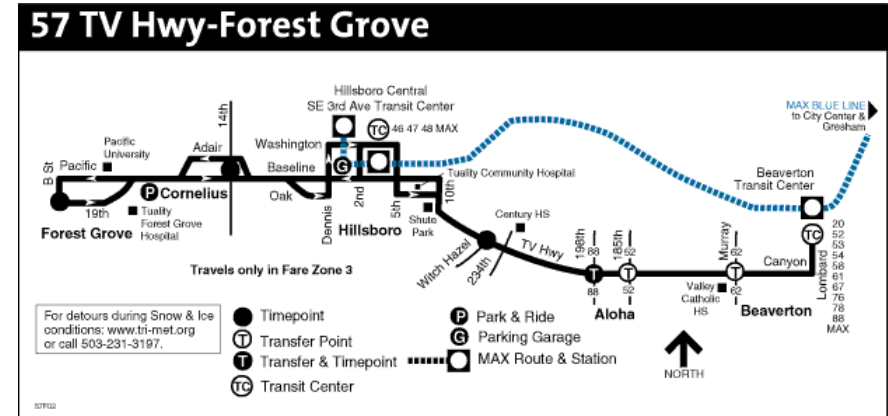 57 TV Hwy-Forest Grove
Hillsboro Central
SE 3rd Ave Transit Center
TC 46 47 48 MAX
MAX BLUE LINE
to City Center &
Gresham
14th
Adair
Washington
Pacific
University
B St
Pacific
Baseline
G
Tuality Community Hospital
Beaverton
Transit Center
P Cornelius
Oak
2nd
5th
10th
19th
Tuality
Forest Grove
Hospital
Forest Grove
Dennis
Hillsboro
Shute
Park
Century HS
TV Hwy
Witch Hazel
234th
198th
88
T
88
185th
52
T
52
Murray
62
T
62
Canyon
TC
Lombard
20
52
53
54
58
61
67
76
78
88
MAX
Valley
Catholic
HS
Aloha
Beaverton
Travels only in Fare Zone 3
For detours during Snow & Ice
conditions: www.tri-met.org
or call 503-231-3197.
Timepoint
T Transfer Point
T Transfer & Timepoint
TC Transit Center
P Park & Ride
G Parking Garage
MAX Route & Station
NORTH
57F02